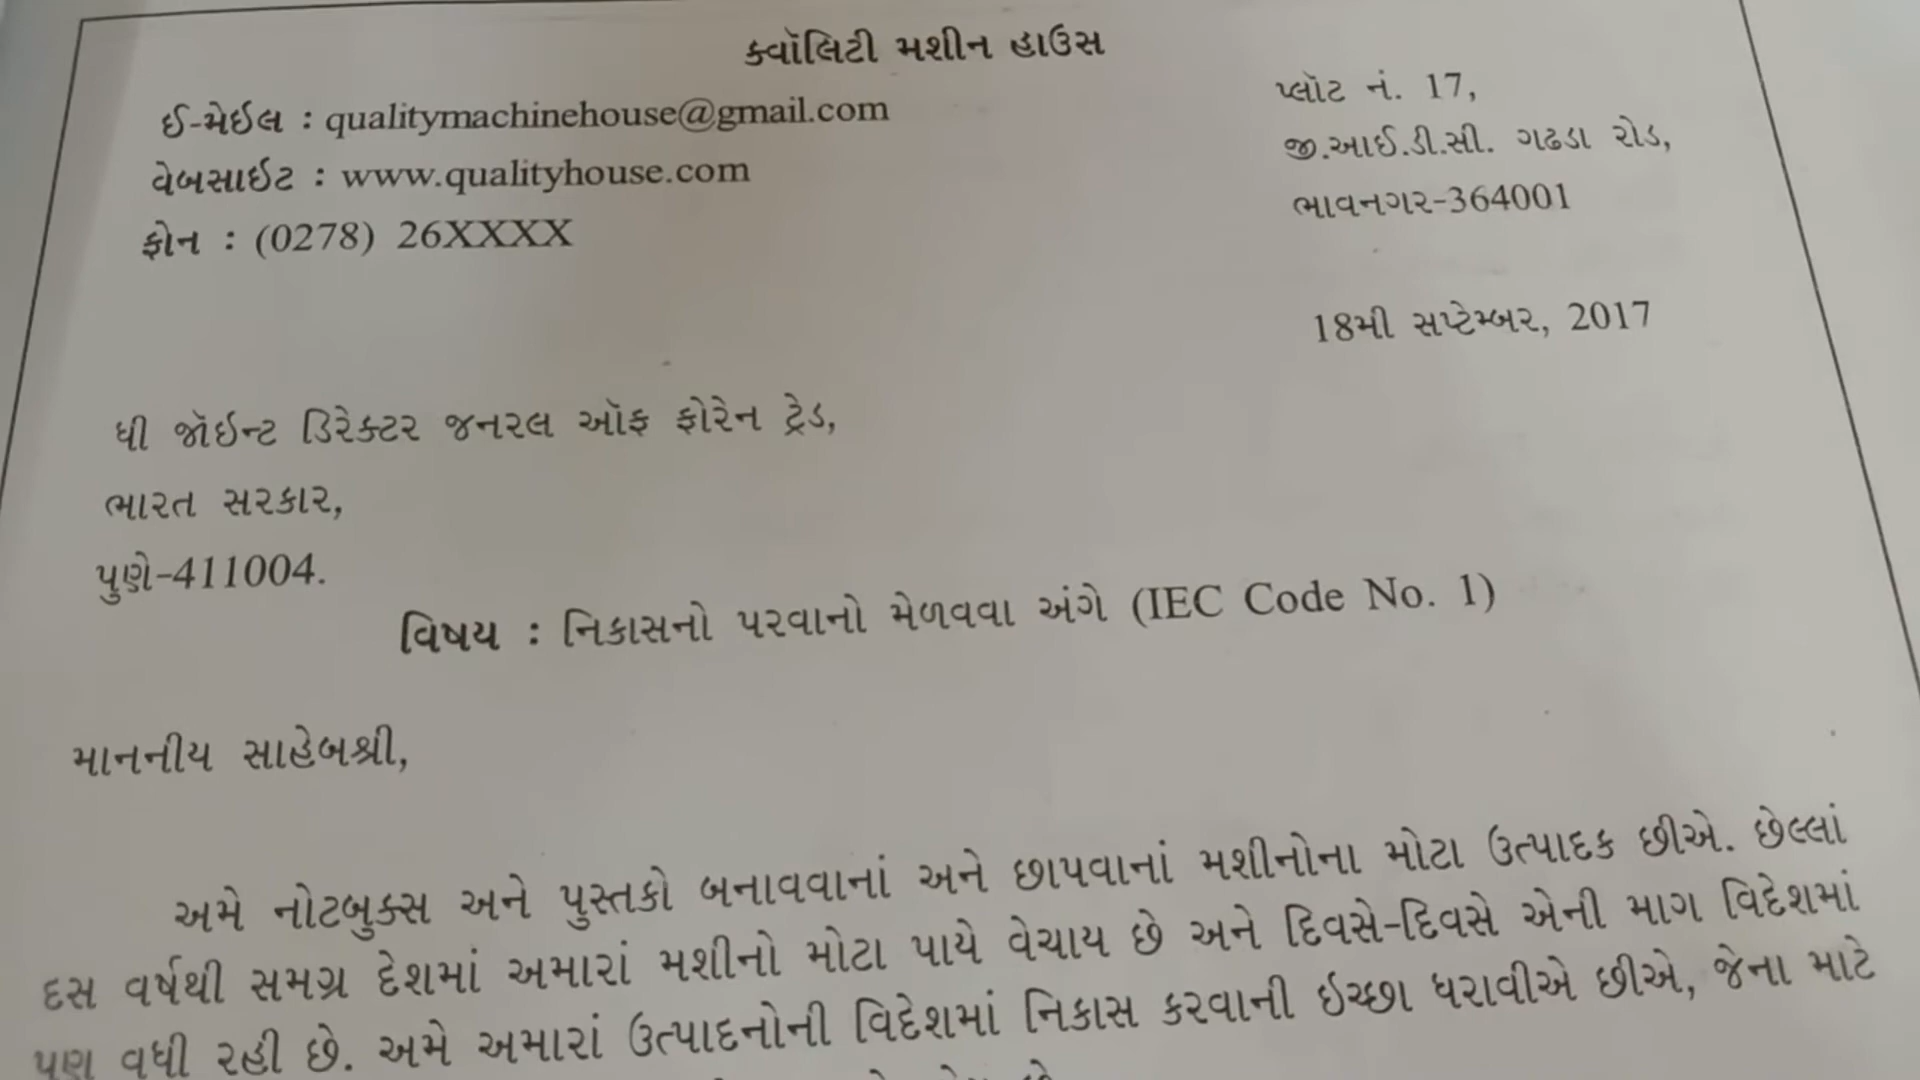 ક્વૉલિટી મશીન હાઉસ
ઈ-મેઈલ : qualitymachinehouse@gmail.com
વેબસાઈટ : www.qualityhouse.com
ફોન : (0278) 26XXXX
પ્લૉટ નં. 17,
જી.આઈ.ડી.સી. ગઢડા રોડ,
ભાવનગર-364001
18મી સપ્ટેમ્બર, 2017
ધી જૉઇન્ટ ડિરેક્ટર જનરલ ઑફ ફોરેન ટ્રેડ,
ભારત સરકાર,
પુણે-411004.
વિષય : નિકાસનો પરવાનો મેળવવા અંગે (IEC Code No. 1)
માનનીય સાહેબશ્રી,
અમે નોટબુક્સ અને પુસ્તકો બનાવવાનાં અને છાપવાનાં મશીનોના મોટા ઉત્પાદક છીએ. છેલ્લાં
દસ વર્ષથી સમગ્ર દેશમાં અમારાં મશીનો મોટા પાયે વેચાય છે અને દિવસે-દિવસે એની માગ વિદેશમાં
પણ વધી રહી છે. અમે અમારાં ઉત્પાદનોની વિદેશમાં નિકાસ કરવાની ઇચ્છા ધરાવીએ છીએ, જેના માટે